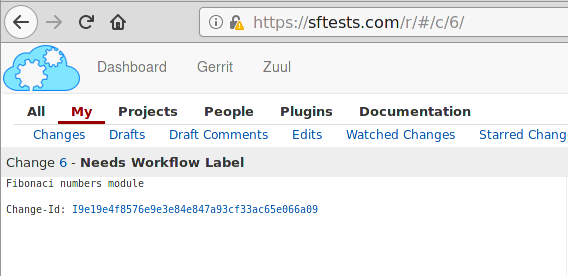 https://sftests.com/r/#/c/6/
Dashboard Gerrit Zuul
All My Projects People Plugins Documentation
Changes Drafts Draft Comments Edits Watched Changes Starred Chang
Change 6 - Needs Workflow Label
Fibonaci numbers module
Change-Id: I9e19e4f8576e9e3e84e847a93cf33ac65e066a09